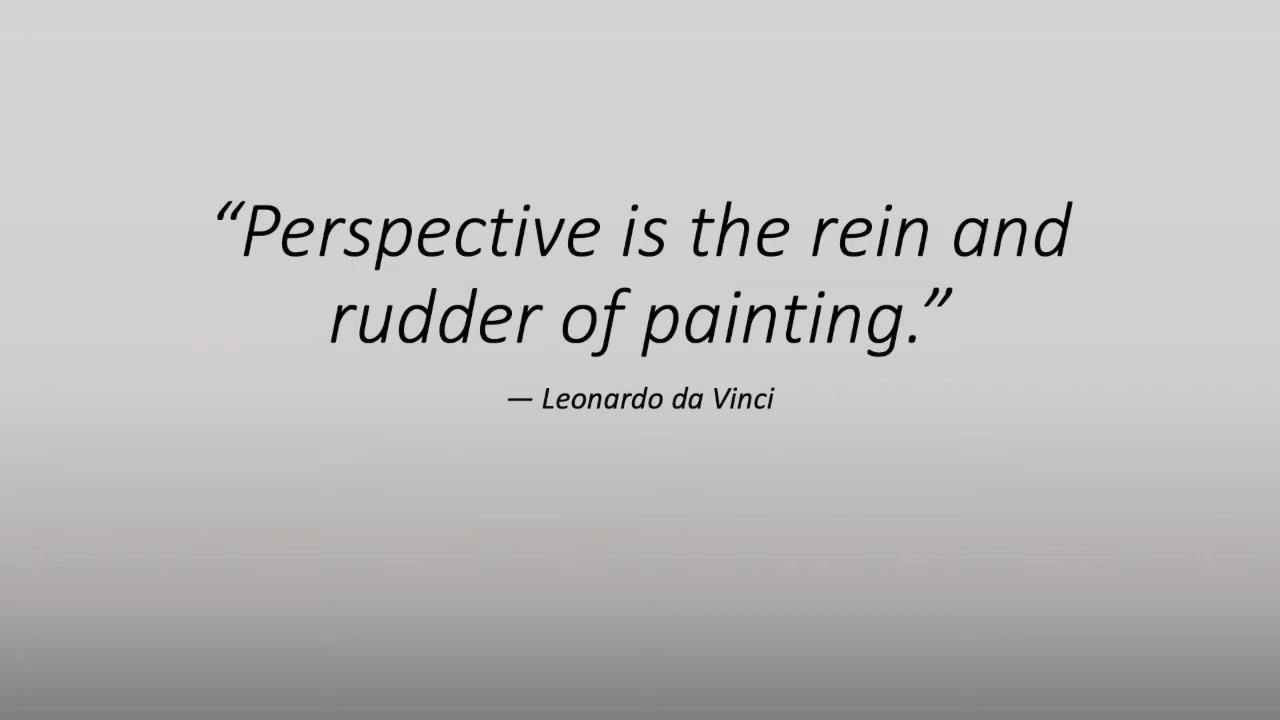 “Perspective is the rein and
rudder of painting.”
— Leonardo da Vinci